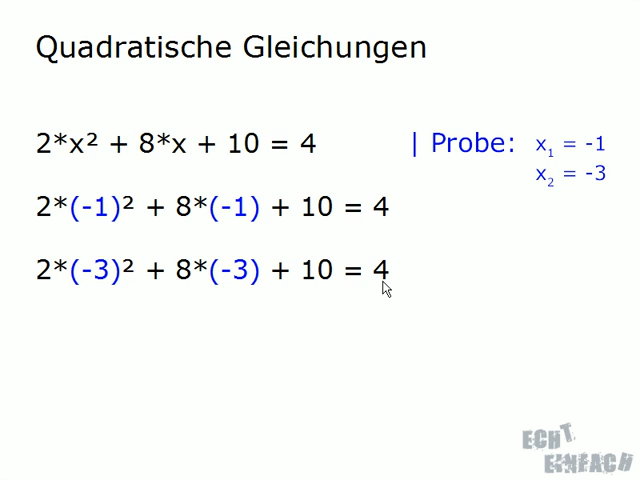 Quadratische Gleichungen
2*x² + 8*x + 10 = 4 | Probe: x₁ = -1
x₂ = -3
2*(-1)² + 8*(-1) + 10 = 4
2*(-3)² + 8*(-3) + 10 = 4
ECHT
EINFACH